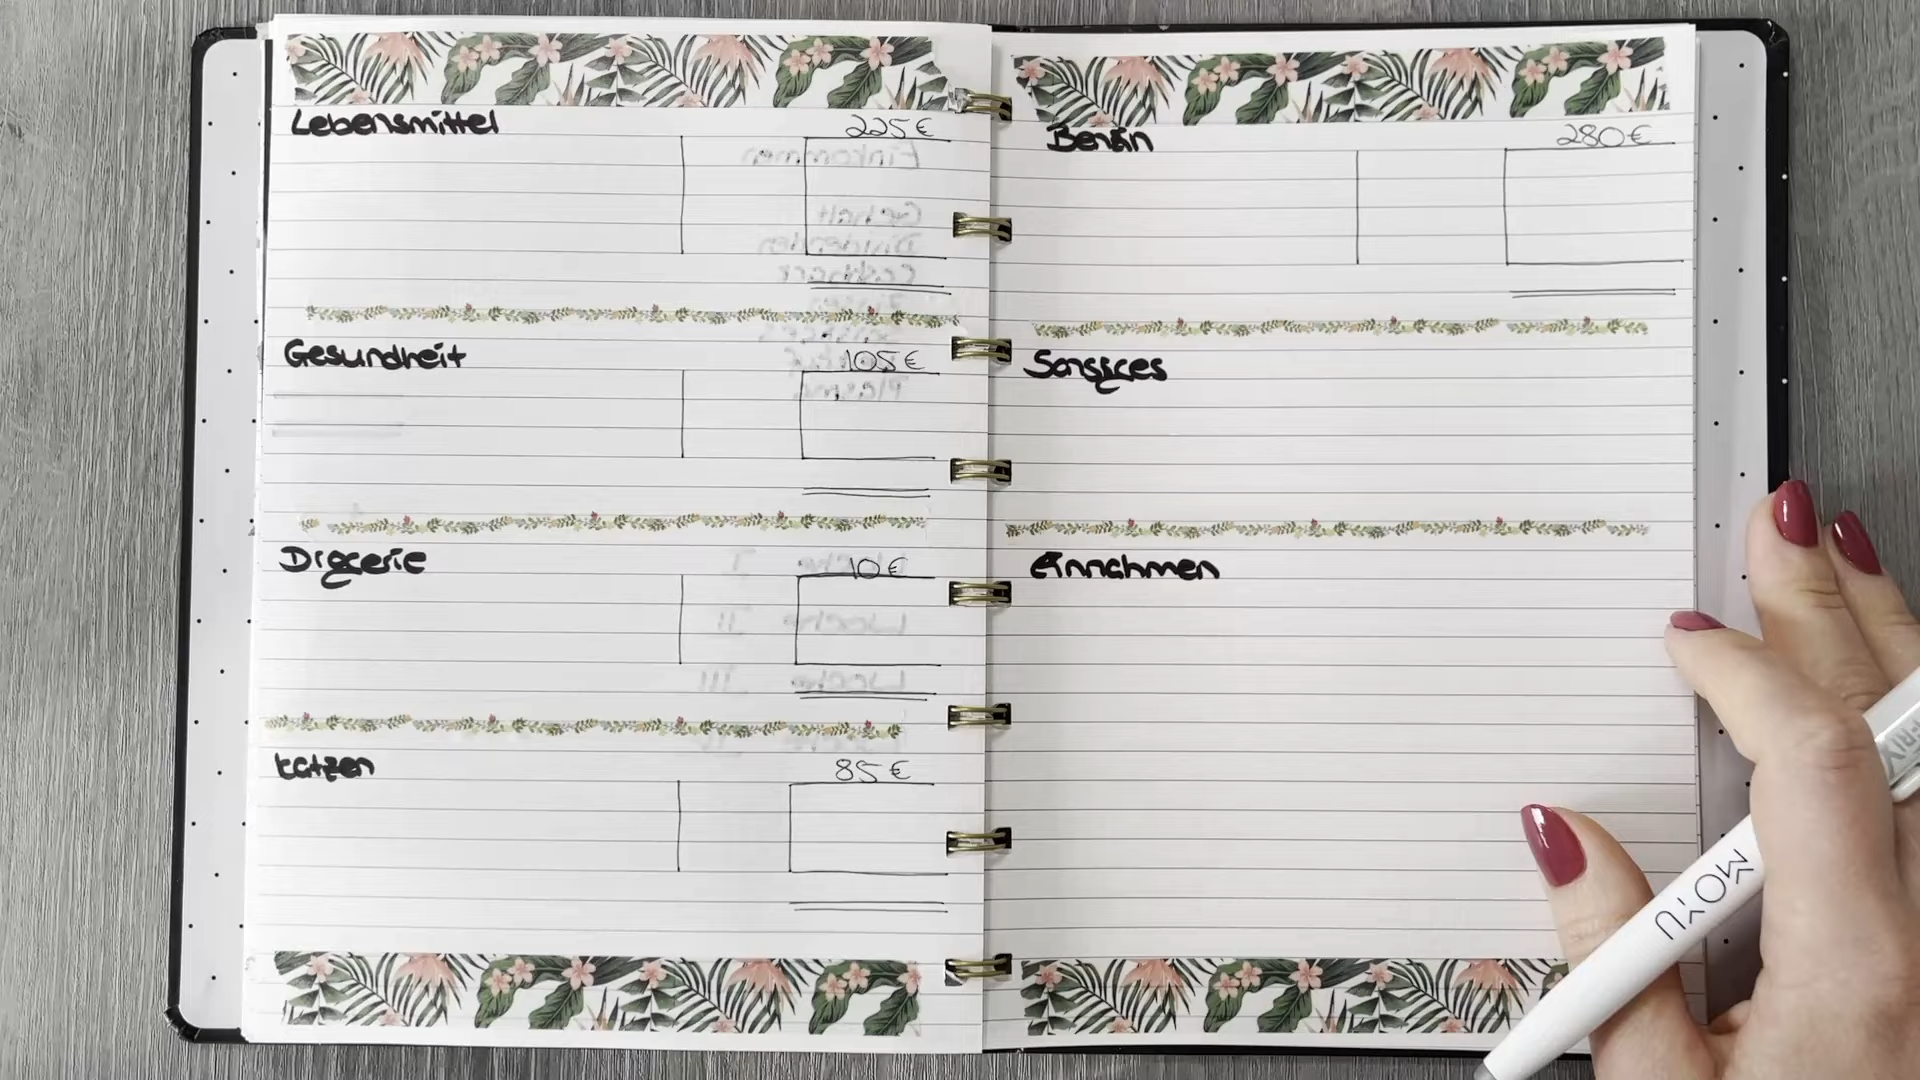 Lebensmittel 225€
Gesundheit 105€
Drogerie 10€
Katzen 85€
Benzin 280€
Sonstiges
Einnahmen
MOYU